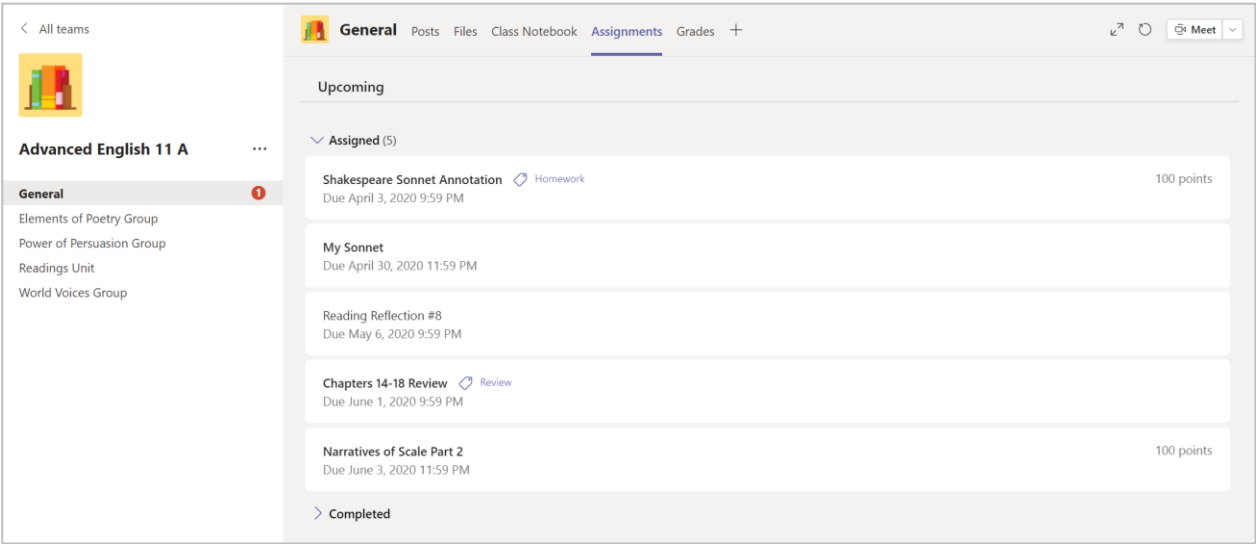 All teams
Advanced English 11 A
General
1
Elements of Poetry Group
Power of Persuasion Group
Readings Unit
World Voices Group
General Posts Files Class Notebook Assignments Grades +
Meet
Upcoming
Assigned (5)
Shakespeare Sonnet Annotation Homework 100 points
Due April 3, 2020 9:59 PM
My Sonnet
Due April 30, 2020 11:59 PM
Reading Reflection #8
Due May 6, 2020 9:59 PM
Chapters 14-18 Review Review
Due June 1, 2020 9:59 PM
Narratives of Scale Part 2 100 points
Due June 3, 2020 11:59 PM
Completed